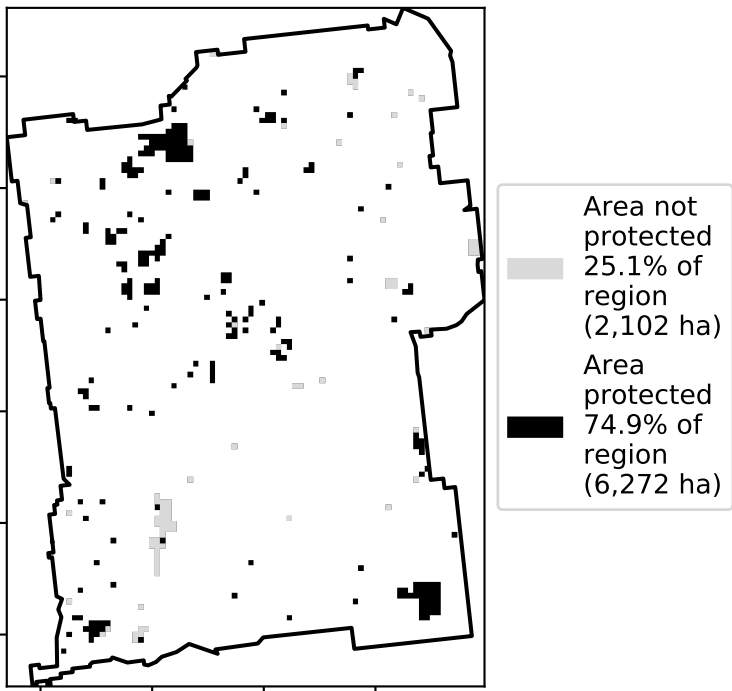 Area not
protected
25.1% of
region
(2,102 ha)
Area
protected
74.9% of
region
(6,272 ha)